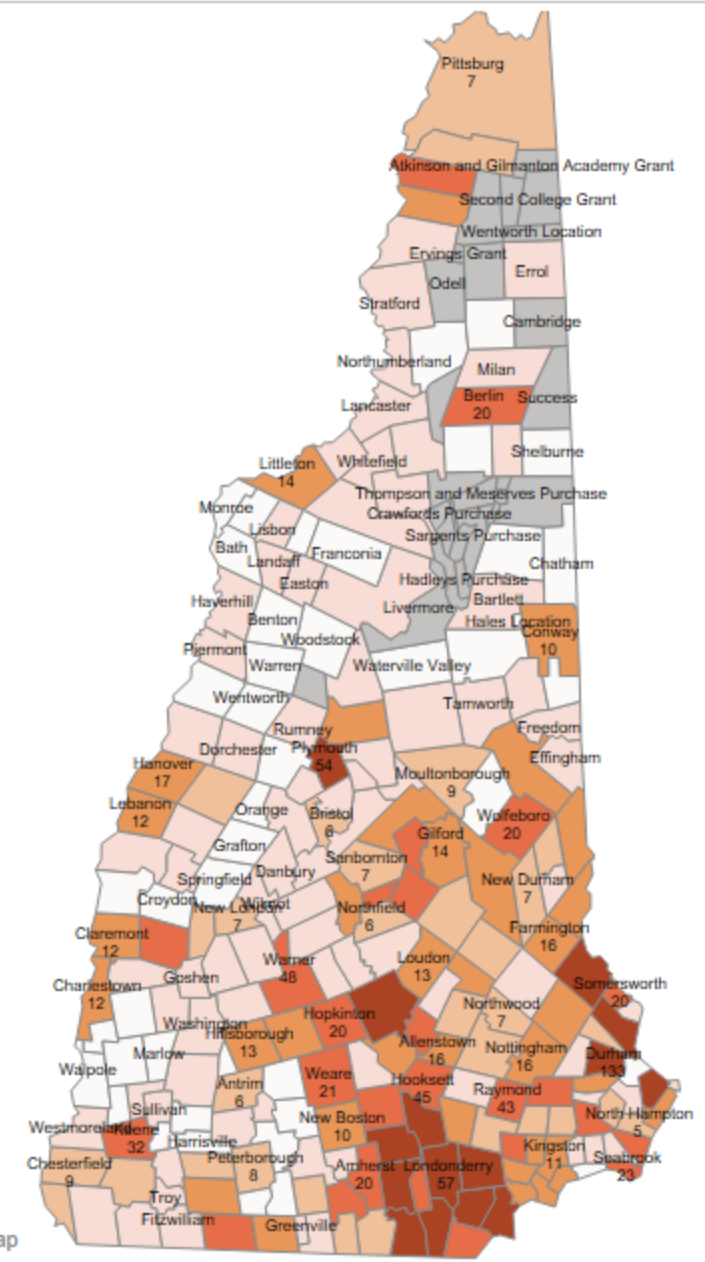 Pittsburg
7
Atkinson and Gilmanton Academy Grant
Second College Grant
Wentworth Location
Ervings Grant
Errol
Odell
Stratford
Cambridge
Northumberland
Milan
Berlin
20
Success
Lancaster
Shelburne
Whitefield
Littleton
14
Thompson and Meserves Purchase
Monroe
Crawfords Purchase
Lisbon
Sargents Purchase
Bath
Franconia
Landaff
Chatham
Easton
Hadleys Purchase
Haverhill
Bartlett
Livermore
Benton
Hales Location
Conway
10
Woodstock
Piermont
Warren
Waterville Valley
Wentworth
Tamworth
Rumney
Freedom
Dorchester
Plymouth
54
Effingham
Hanover
17
Moultonborough
9
Lebanon
12
Orange
Bristol
6
Wolfeboro
20
Gilford
14
Grafton
Sanbornton
7
Danbury
Springfield
New Durham
7
Croydon
Wilmot
New London
7
Northfield
6
Claremont
12
Farmington
16
Warner
48
Loudon
13
Goshen
Charlestown
12
Somersworth
20
Northwood
7
Hopkinton
20
Washington
Hillsborough
13
Allenstown
16
Nottingham
16
Marlow
Durham
133
Walpole
Weare
21
Hooksett
45
Antrim
6
Raymond
43
Sullivan
New Boston
10
North Hampton
5
Westmoreland
Keene
32
Harrisville
Kingston
11
Chesterfield
9
Peterborough
8
Amherst
20
Londonderry
57
Seabrook
23
Troy
Fitzwilliam
Greenville
ap